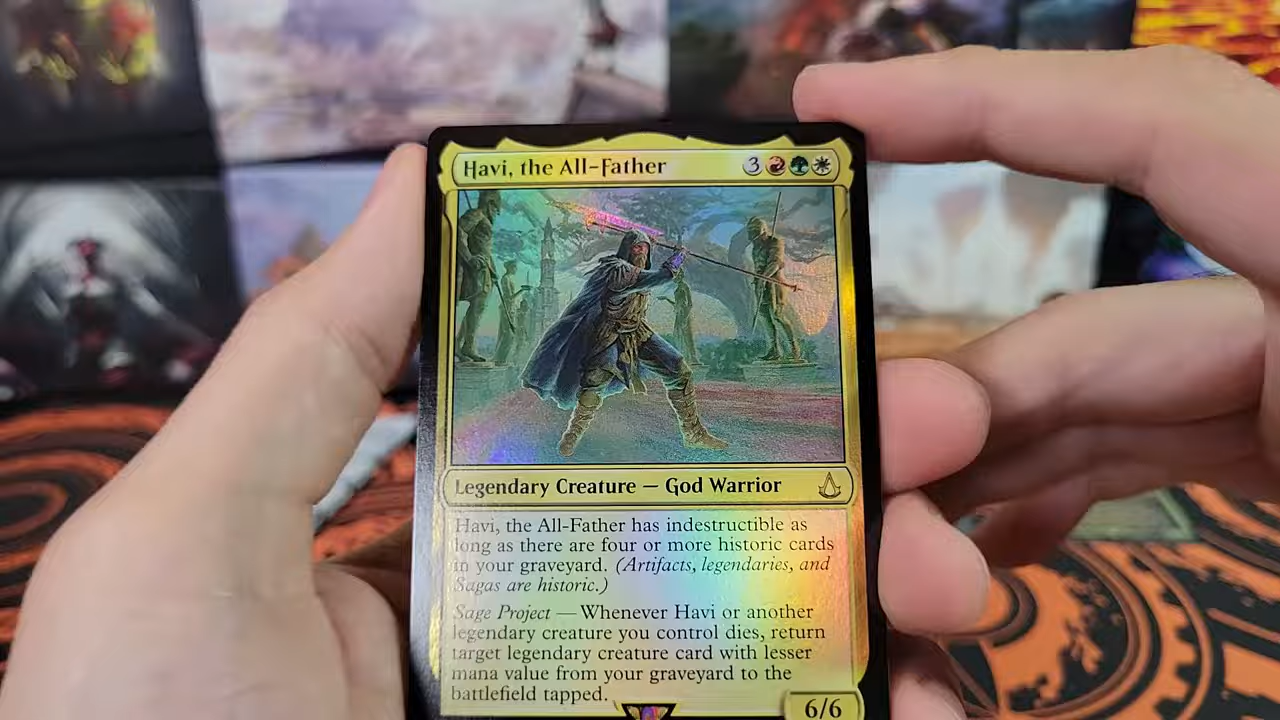 Havi, the All-Father 3
Legendary Creature — God Warrior
Havi, the All-Father has indestructible as
long as there are four or more historic cards
in your graveyard. (Artifacts, legendaries, and
Sagas are historic.)
Sage Project — Whenever Havi or another
legendary creature you control dies, return
target legendary creature card with lesser
mana value from your graveyard to the
battlefield tapped.
6/6